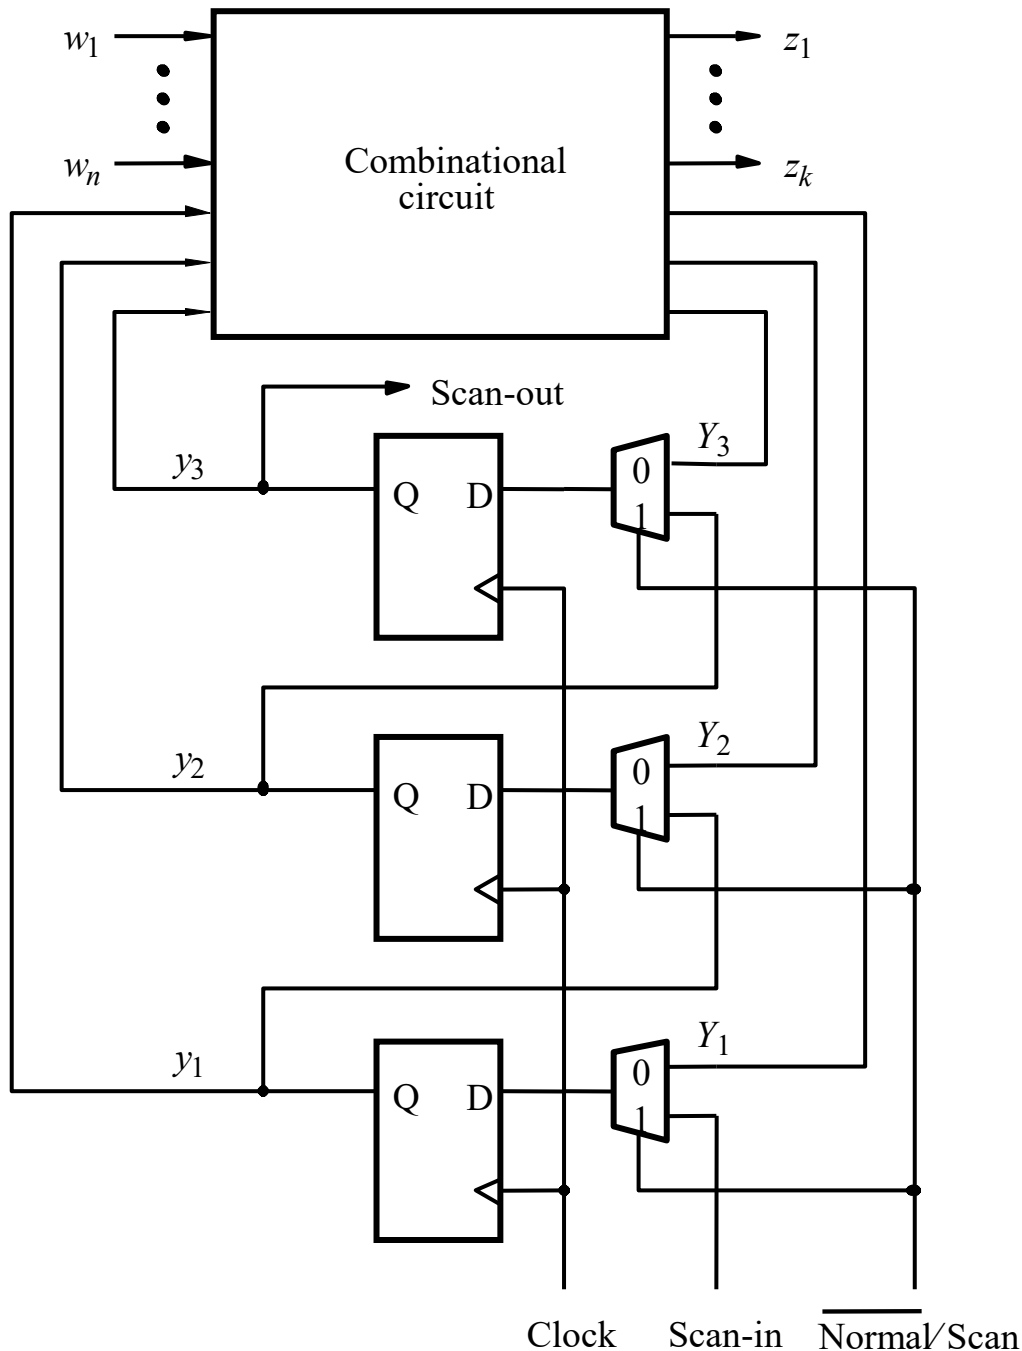 w1
z1
wn
zk
Combinational
circuit
Scan-out
y3
Q D
0
1
Y3
y2
Q D
0
1
Y2
y1
Q D
0
1
Y1
Clock
Scan-in
Normal/Scan